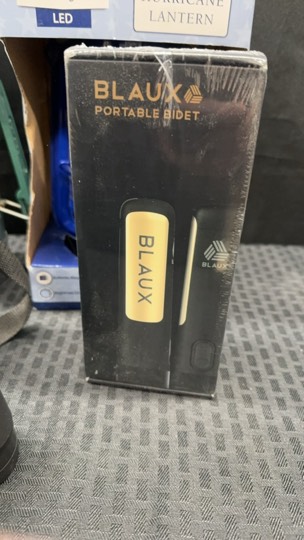 HURRICANE
LANTERN
LED
BLAUX
PORTABLE BIDET
BLAUX
BLAUX